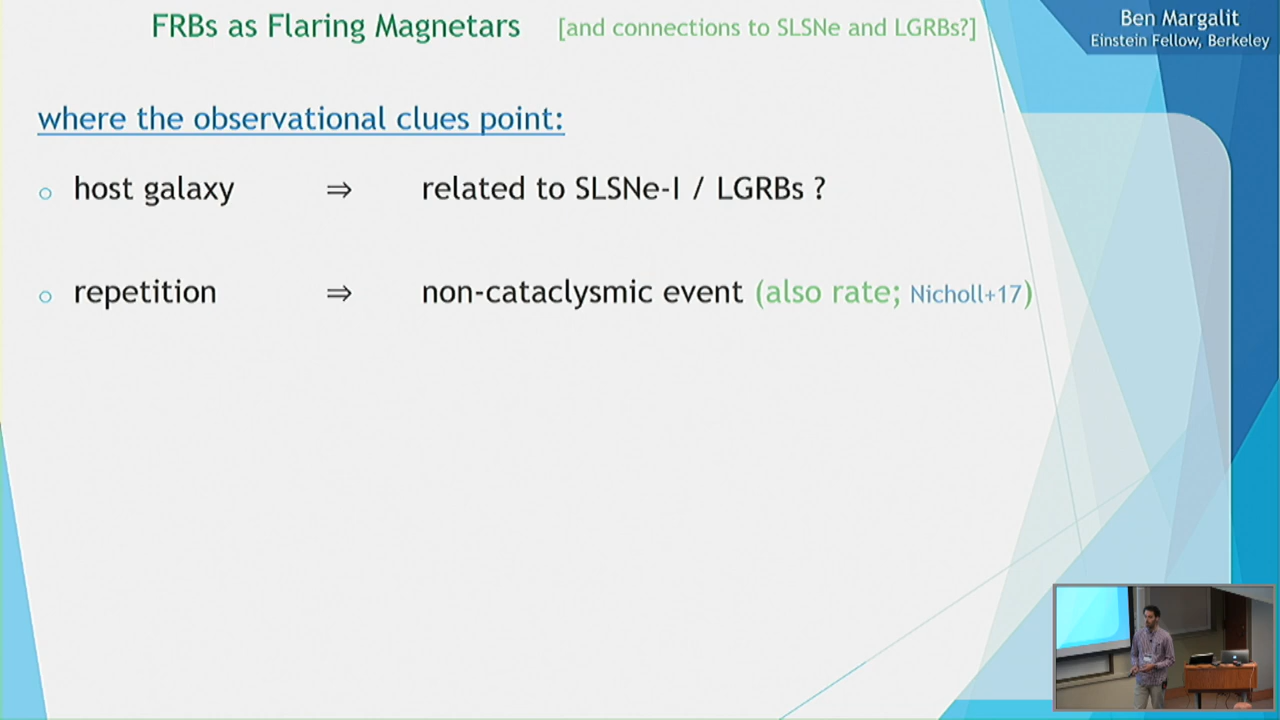 FRBs as Flaring Magnetars [and connections to SLSNe and LGRBs?]
Ben Margalit
Einstein Fellow, Berkeley
where the observational clues point:
○ host galaxy ⇒ related to SLSNe-I / LGRBs ?
○ repetition ⇒ non-cataclysmic event (also rate; Nicholl+17)